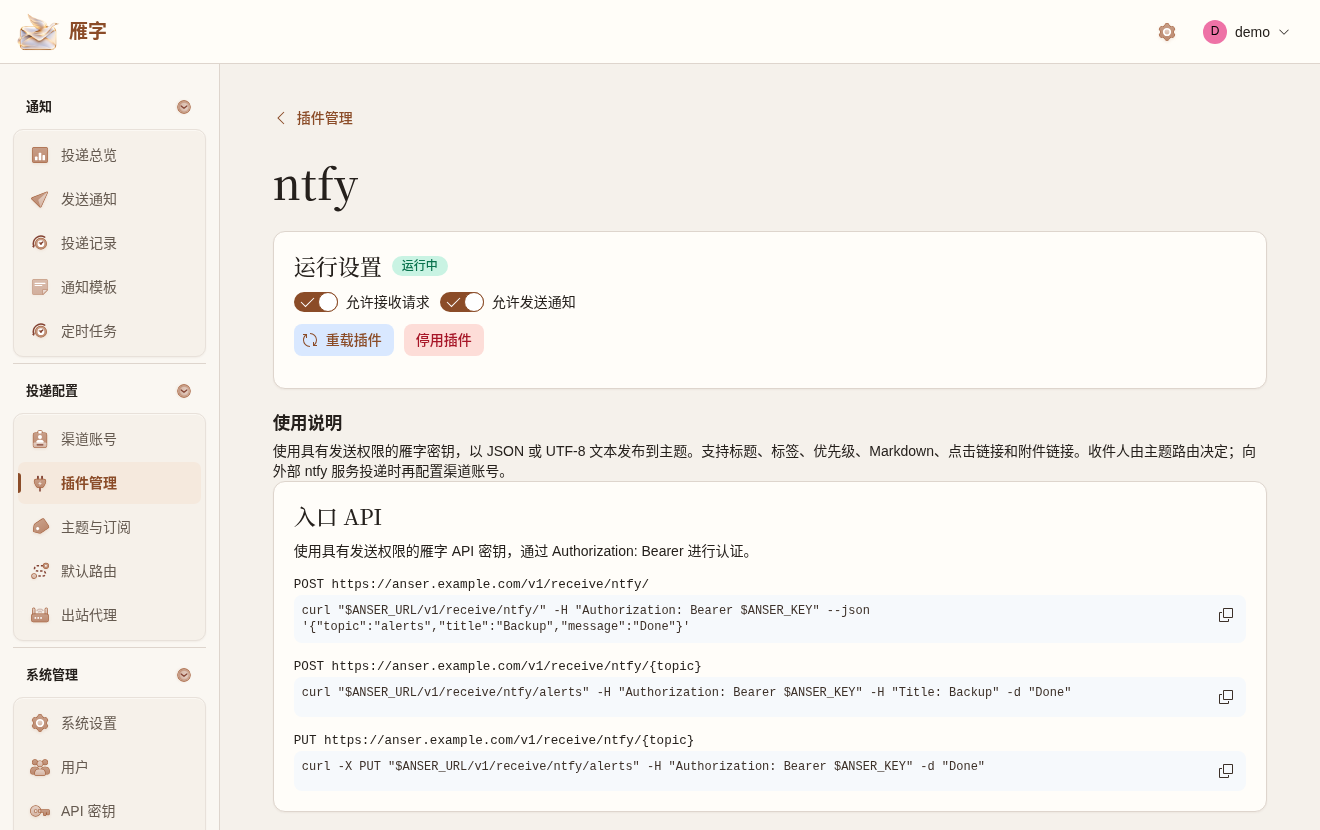 雁字
D
demo
通知
投递总览
发送通知
投递记录
通知模板
定时任务
投递配置
渠道账号
插件管理
主题与订阅
默认路由
出站代理
系统管理
系统设置
用户
API 密钥
插件管理
ntfy
运行设置
运行中
允许接收请求
允许发送通知
重载插件
停用插件
使用说明
使用具有发送权限的雁字密钥，以 JSON 或 UTF-8 文本发布到主题。支持标题、标签、优先级、Markdown、点击链接和附件链接。收件人由主题路由决定；向
外部 ntfy 服务投递时再配置渠道账号。
入口 API
使用具有发送权限的雁字 API 密钥，通过 Authorization: Bearer 进行认证。
POST https://anser.example.com/v1/receive/ntfy/
curl "$ANSER_URL/v1/receive/ntfy/" -H "Authorization: Bearer $ANSER_KEY" --json
'{"topic":"alerts","title":"Backup","message":"Done"}'
POST https://anser.example.com/v1/receive/ntfy/{topic}
curl "$ANSER_URL/v1/receive/ntfy/alerts" -H "Authorization: Bearer $ANSER_KEY" -H "Title: Backup" -d "Done"
PUT https://anser.example.com/v1/receive/ntfy/{topic}
curl -X PUT "$ANSER_URL/v1/receive/ntfy/alerts" -H "Authorization: Bearer $ANSER_KEY" -d "Done"